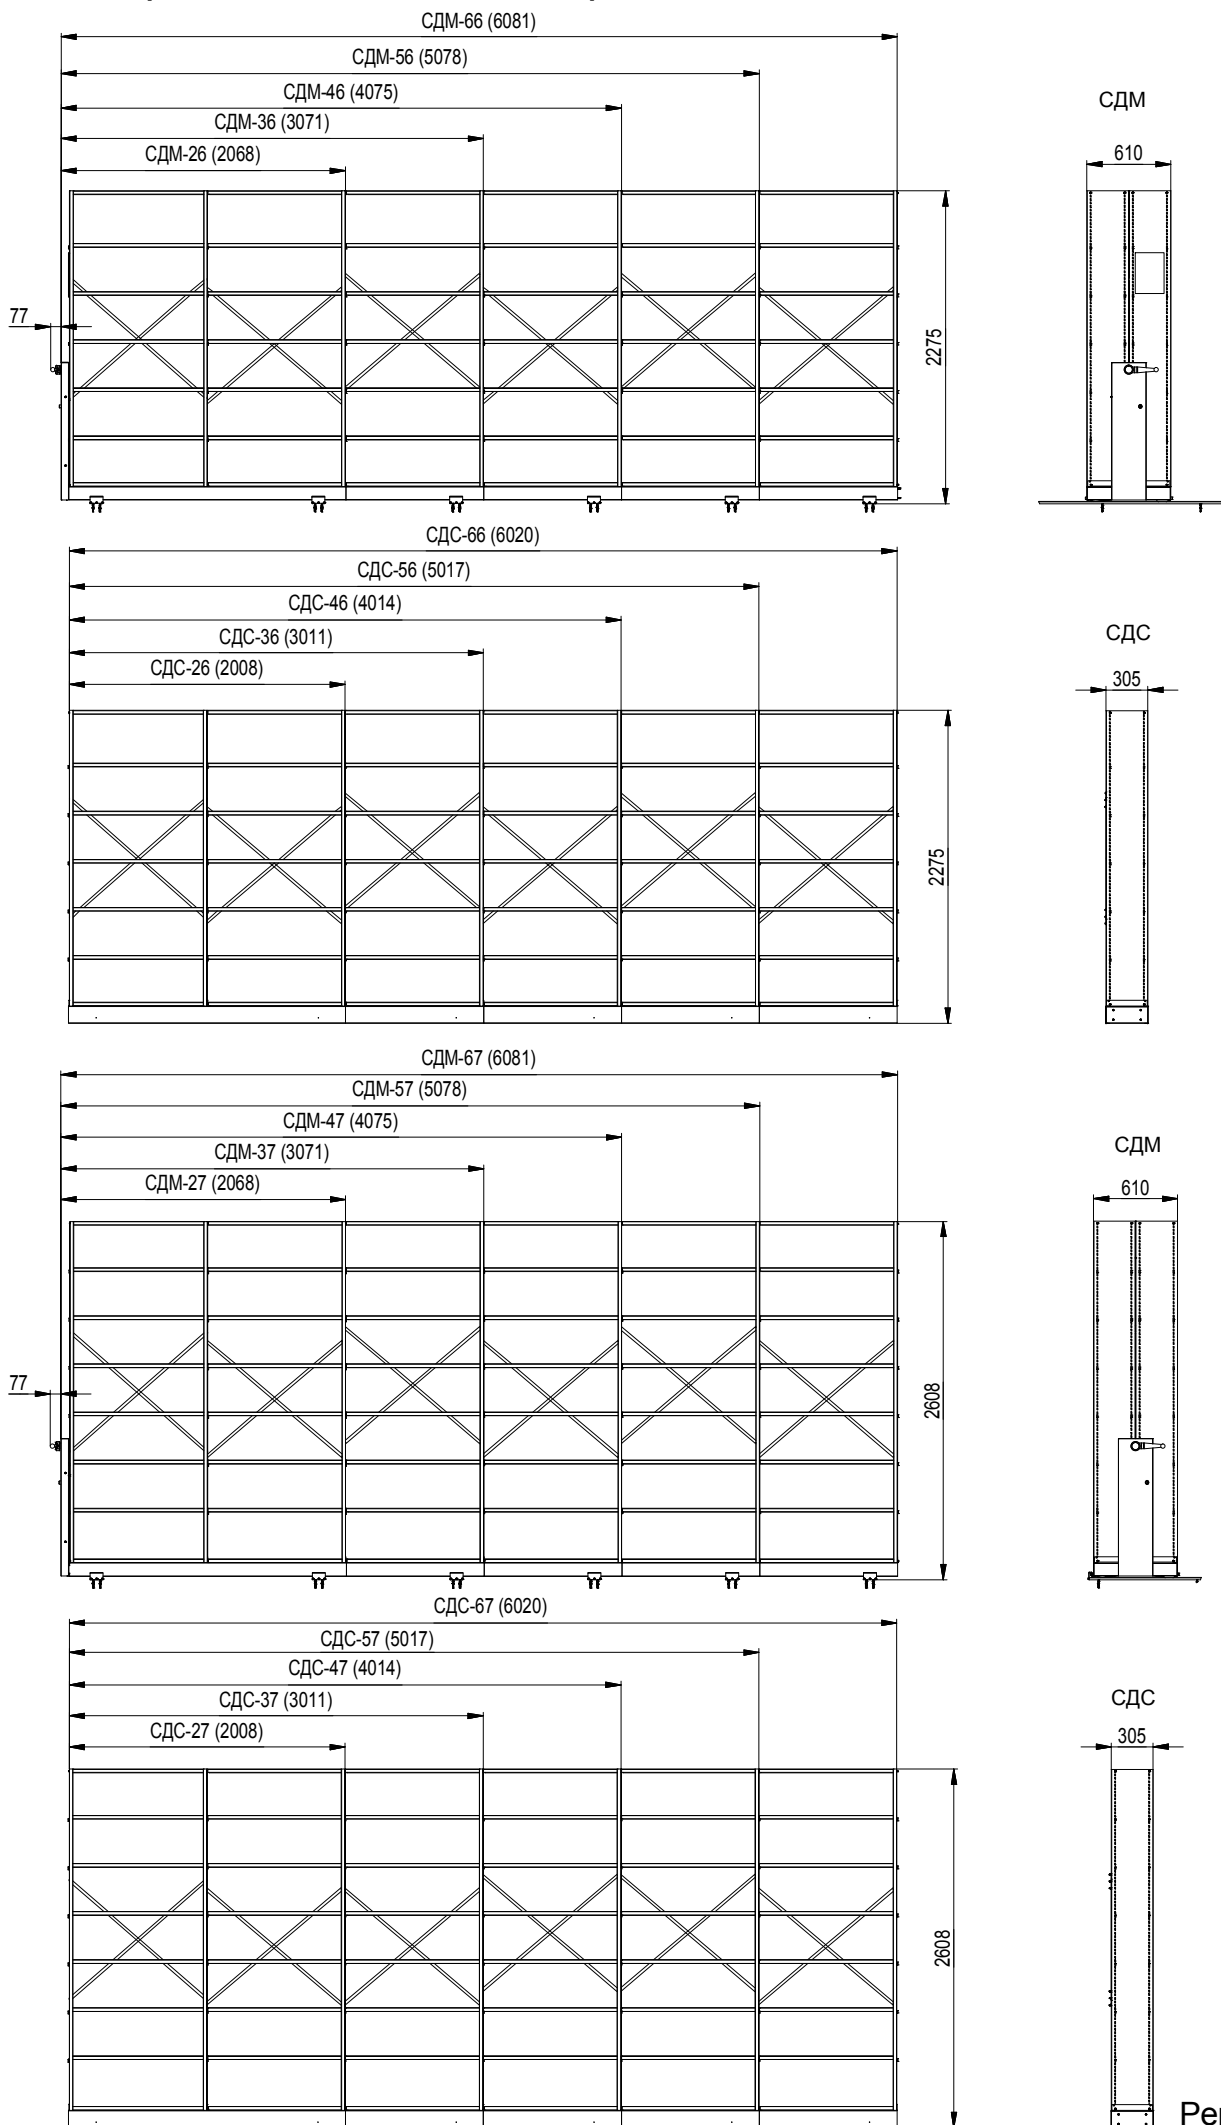 СДМ-66 (6081)
СДМ-56 (5078)
СДМ-46 (4075)
СДМ-36 (3071)
СДМ-26 (2068)
77
2275
СДМ
610
СДС-66 (6020)
СДС-56 (5017)
СДС-46 (4014)
СДС-36 (3011)
СДС-26 (2008)
2275
СДС
305
СДМ-67 (6081)
СДМ-57 (5078)
СДМ-47 (4075)
СДМ-37 (3071)
СДМ-27 (2068)
77
2608
СДМ
610
СДС-67 (6020)
СДС-57 (5017)
СДС-47 (4014)
СДС-37 (3011)
СДС-27 (2008)
2608
СДС
305